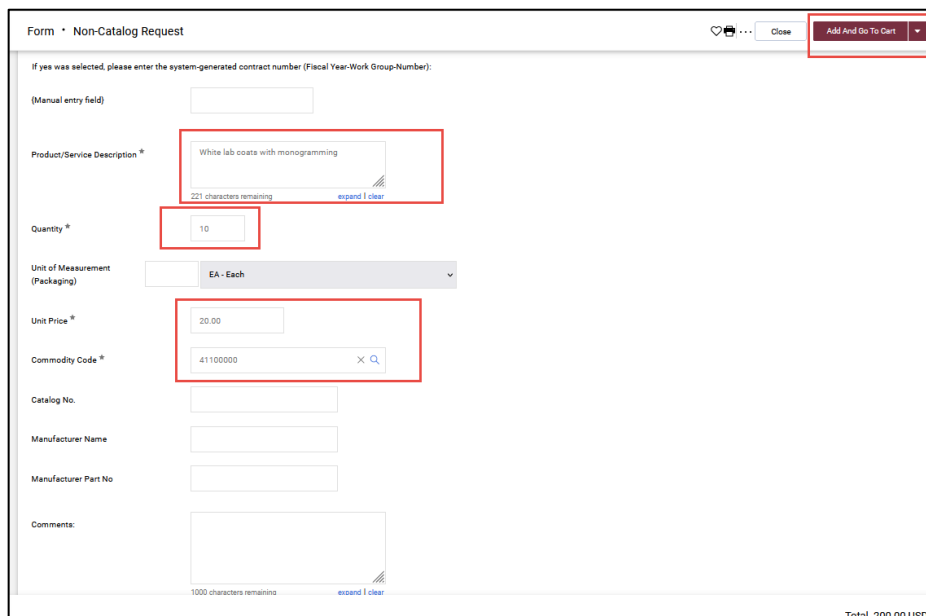 Form • Non-Catalog Request
... Close Add And Go To Cart
If yes was selected, please enter the system-generated contract number (Fiscal Year-Work Group-Number):
(Manual entry field)
Product/Service Description *
White lab coats with monogramming
221 characters remaining expand | clear
Quantity * 10
Unit of Measurement
(Packaging)
EA - Each
Unit Price * 20.00
Commodity Code * 41100000
Catalog No.
Manufacturer Name
Manufacturer Part No
Comments:
1000 characters remaining expand | clear
Total 200.00 USD